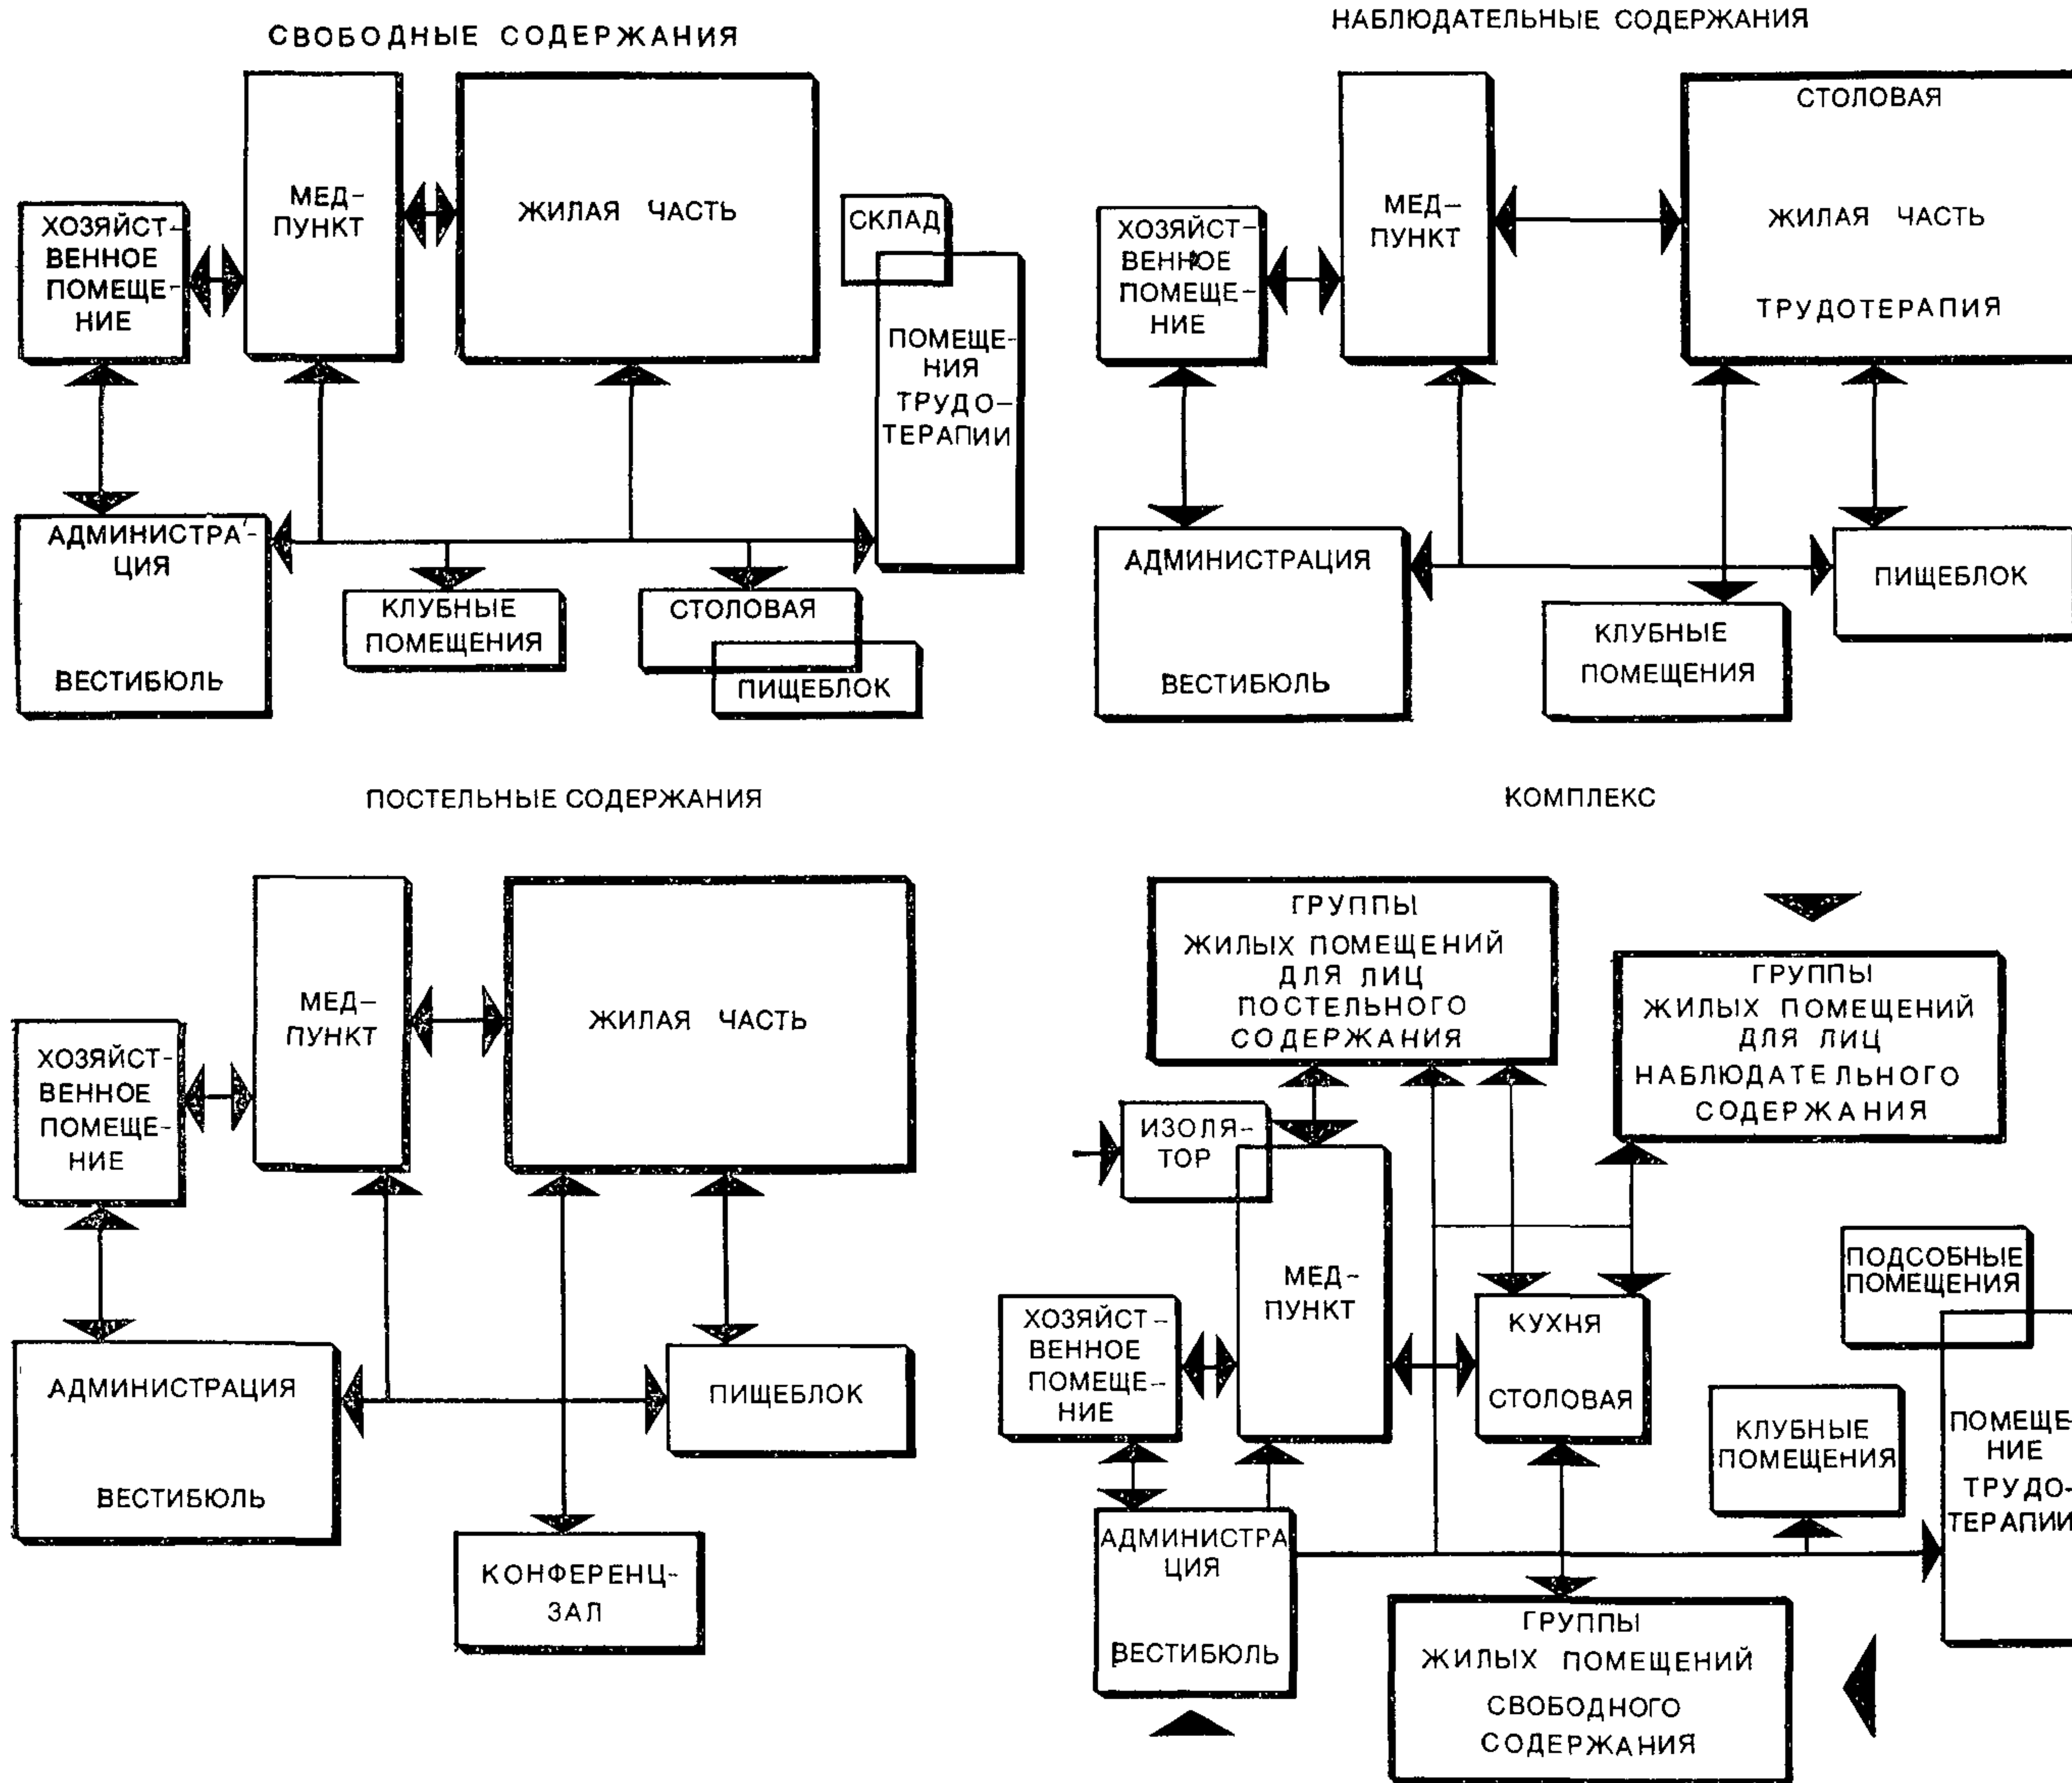 СВОБОДНЫЕ СОДЕРЖАНИЯ
МЕД-
ПУНКТ
ЖИЛАЯ ЧАСТЬ
ХОЗЯЙСТ-
ВЕННОЕ
ПОМЕЩЕ-
НИЕ
СКЛАД
ПОМЕЩЕ-
НИЯ
ТРУДО-
ТЕРАПИИ
АДМИНИСТРА-
ЦИЯ
ВЕСТИБЮЛЬ
КЛУБНЫЕ
ПОМЕЩЕНИЯ
СТОЛОВАЯ
ПИЩЕБЛОК
НАБЛЮДАТЕЛЬНЫЕ СОДЕРЖАНИЯ
СТОЛОВАЯ
ЖИЛАЯ ЧАСТЬ
ТРУДОТЕРАПИЯ
МЕД-
ПУНКТ
ХОЗЯЙСТ-
ВЕННОЕ
ПОМЕЩЕ-
НИЕ
АДМИНИСТРАЦИЯ
ВЕСТИБЮЛЬ
КЛУБНЫЕ
ПОМЕЩЕНИЯ
ПИЩЕБЛОК
ПОСТЕЛЬНЫЕ СОДЕРЖАНИЯ
МЕД-
ПУНКТ
ЖИЛАЯ ЧАСТЬ
ХОЗЯЙСТ-
ВЕННОЕ
ПОМЕЩЕ-
НИЕ
АДМИНИСТРАЦИЯ
ВЕСТИБЮЛЬ
ПИЩЕБЛОК
КОНФЕРЕНЦ-
ЗАЛ
КОМПЛЕКС
ГРУППЫ
ЖИЛЫХ ПОМЕЩЕНИЙ
ДЛЯ ЛИЦ
ПОСТЕЛЬНОГО
СОДЕРЖАНИЯ
ГРУППЫ
ЖИЛЫХ ПОМЕЩЕНИЙ
ДЛЯ ЛИЦ
НАБЛЮДАТЕЛЬНОГО
СОДЕРЖАНИЯ
ИЗОЛЯ-
ТОР
МЕД-
ПУНКТ
ХОЗЯЙСТ-
ВЕННОЕ
ПОМЕЩЕ-
НИЕ
КУХНЯ
СТОЛОВАЯ
ПОДСОБНЫЕ
ПОМЕЩЕНИЯ
КЛУБНЫЕ
ПОМЕЩЕНИЯ
ПОМЕЩЕ-
НИЕ
ТРУДО-
ТЕРАПИИ
АДМИНИСТРА
ЦИЯ
ВЕСТИБЮЛЬ
ГРУППЫ
ЖИЛЫХ ПОМЕЩЕНИЙ
СВОБОДНОГО
СОДЕРЖАНИЯ